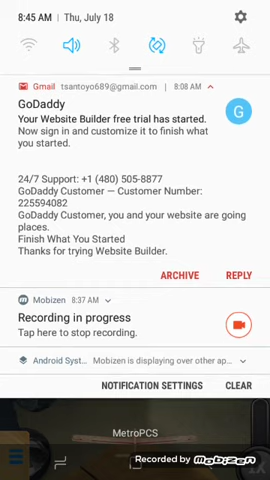 8:45 AM Thu, July 18
Gmail tsantoyo689@gmail.com | 8:08 AM
GoDaddy
G
Your Website Builder free trial has started.
Now sign in and customize it to finish what
you started.
24/7 Support: +1 (480) 505-8877
GoDaddy Customer — Customer Number:
225594082
GoDaddy Customer, you and your website are going
places.
Finish What You Started
Thanks for trying Website Builder.
ARCHIVE REPLY
Mobizen 8:37 AM
Recording in progress
Tap here to stop recording.
Android Syst... Mobizen is displaying over other ap...
NOTIFICATION SETTINGS CLEAR
MetroPCS
Recorded by Mobizen